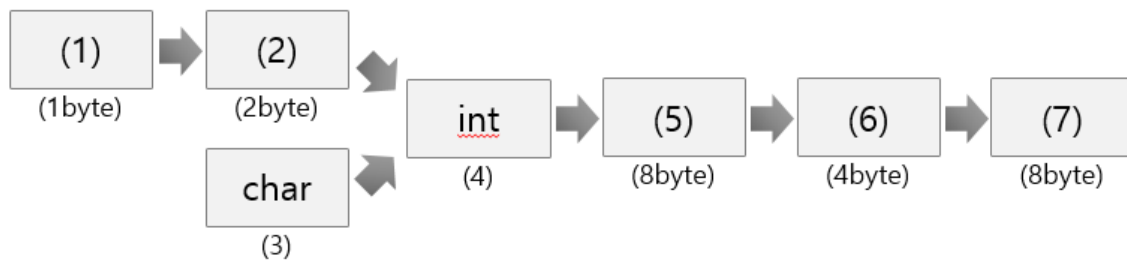 (1)
(1byte)
(2)
(2byte)
char
(3)
int
(4)
(5)
(8byte)
(6)
(4byte)
(7)
(8byte)